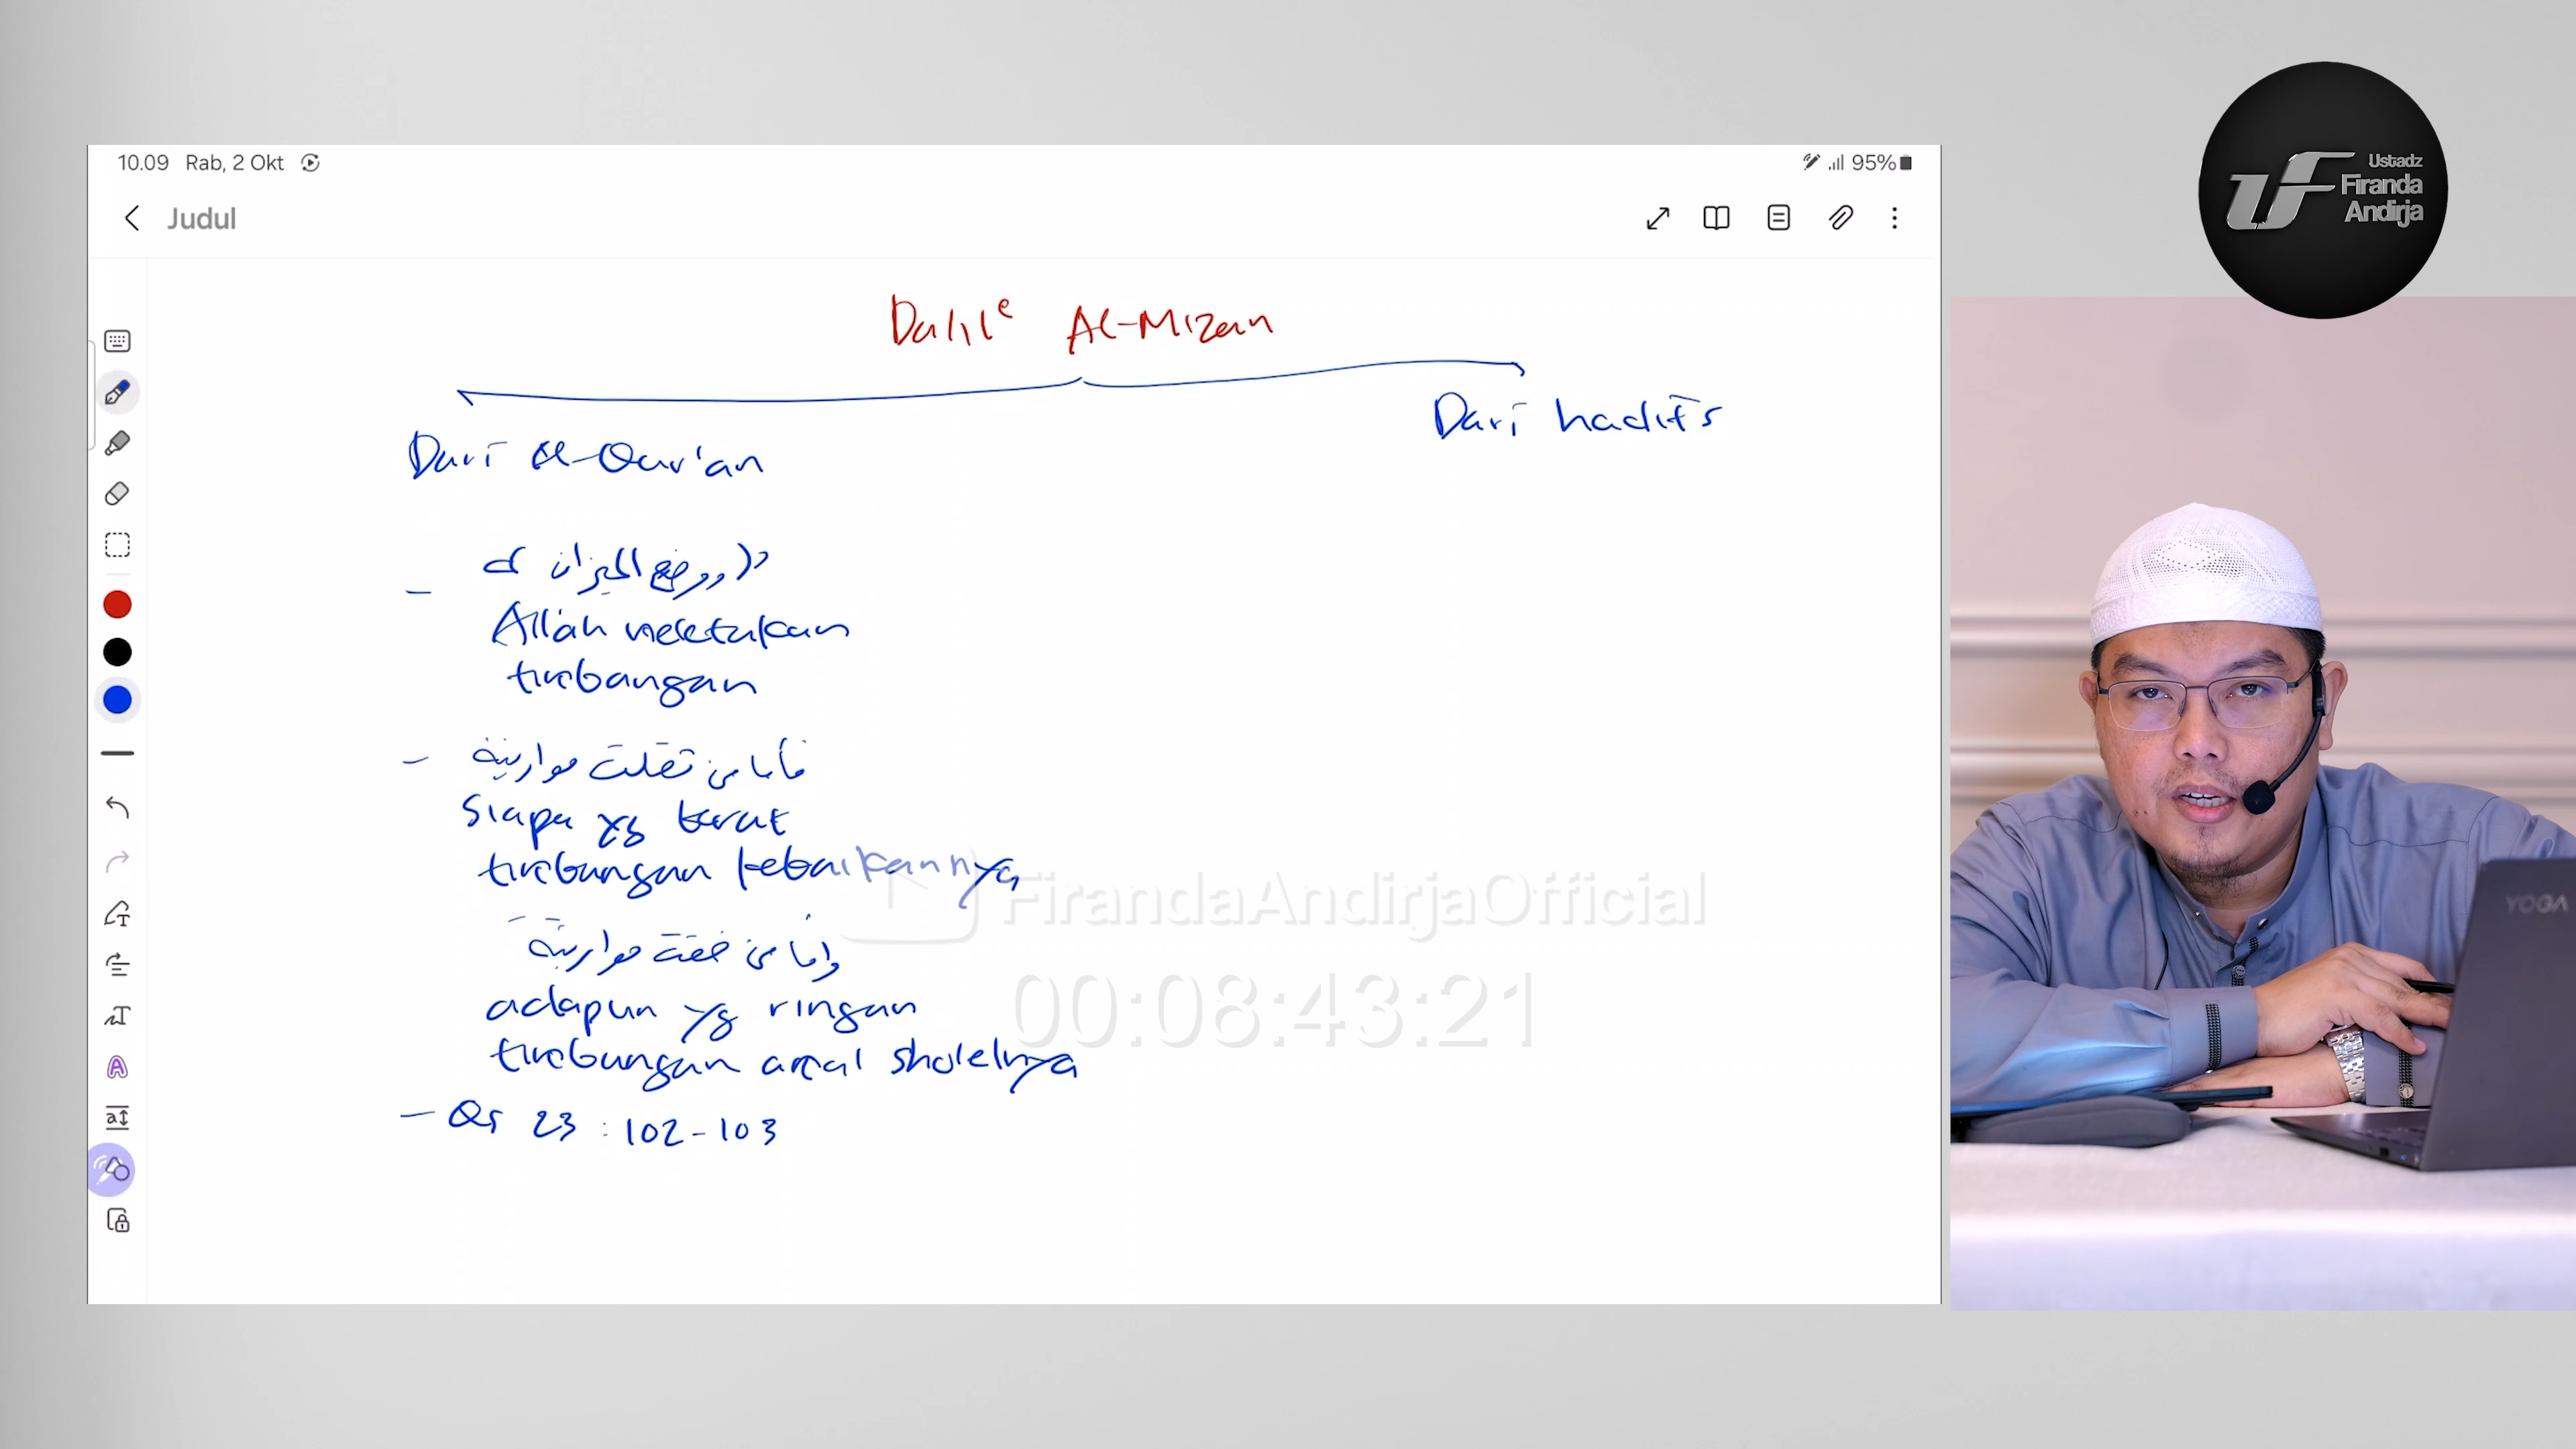 Ustadz
Firanda
Andirja
10.09 Rab, 2 Okt
95%
Judul
Dalil² Al-Mizan
Dari Al-Qur'an
Dari hadits
ووضع الميزان
Allah meletakan
timbangan
- فأما من ثقلت موازينه
Siapa yg berat
timbangan kebaikannya
وأما من خفت موازينه
adapun yg ringan
timbangan amal sholehnya
- Qs 23 : 102-103
FirandaAndirjaOfficial
00:08:43:21
YOGA